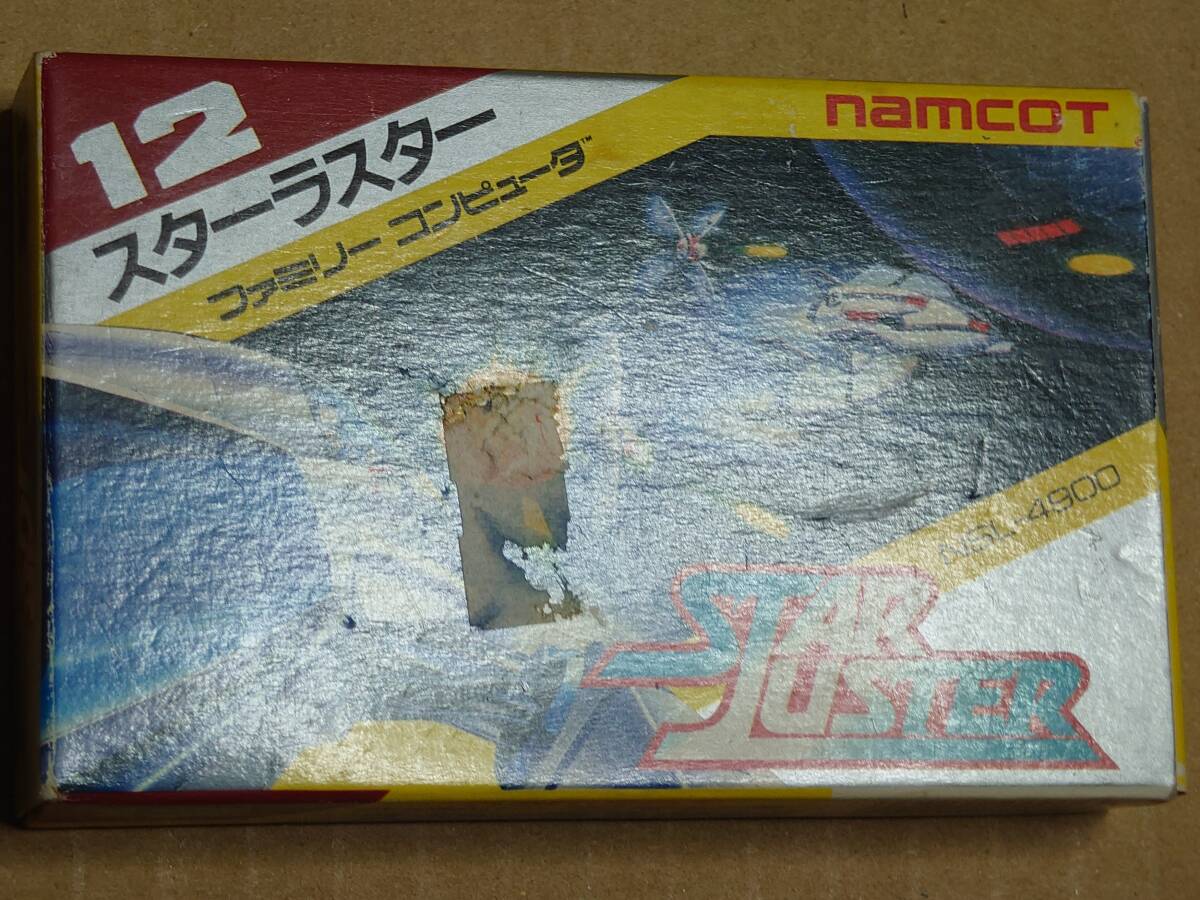 12
namcot
スターラスター
ファミリーコンピュータ
NSL-4900
STAR
LUSTER